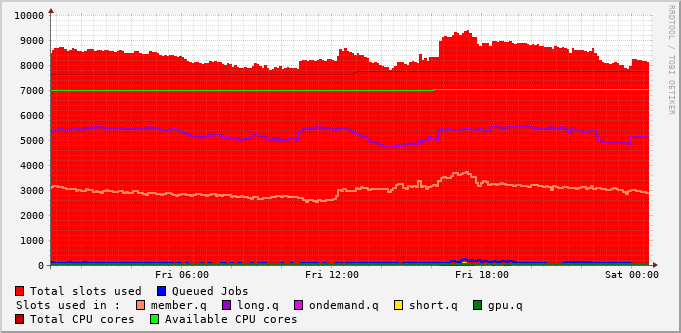 RRDTOOL / TOBI OETIKER
10000
9000
8000
7000
6000
5000
4000
3000
2000
1000
0
Fri 06:00 Fri 12:00 Fri 18:00 Sat 00:00
Total slots used Queued Jobs
Slots used in : member.q long.q ondemand.q short.q gpu.q
Total CPU cores Available CPU cores